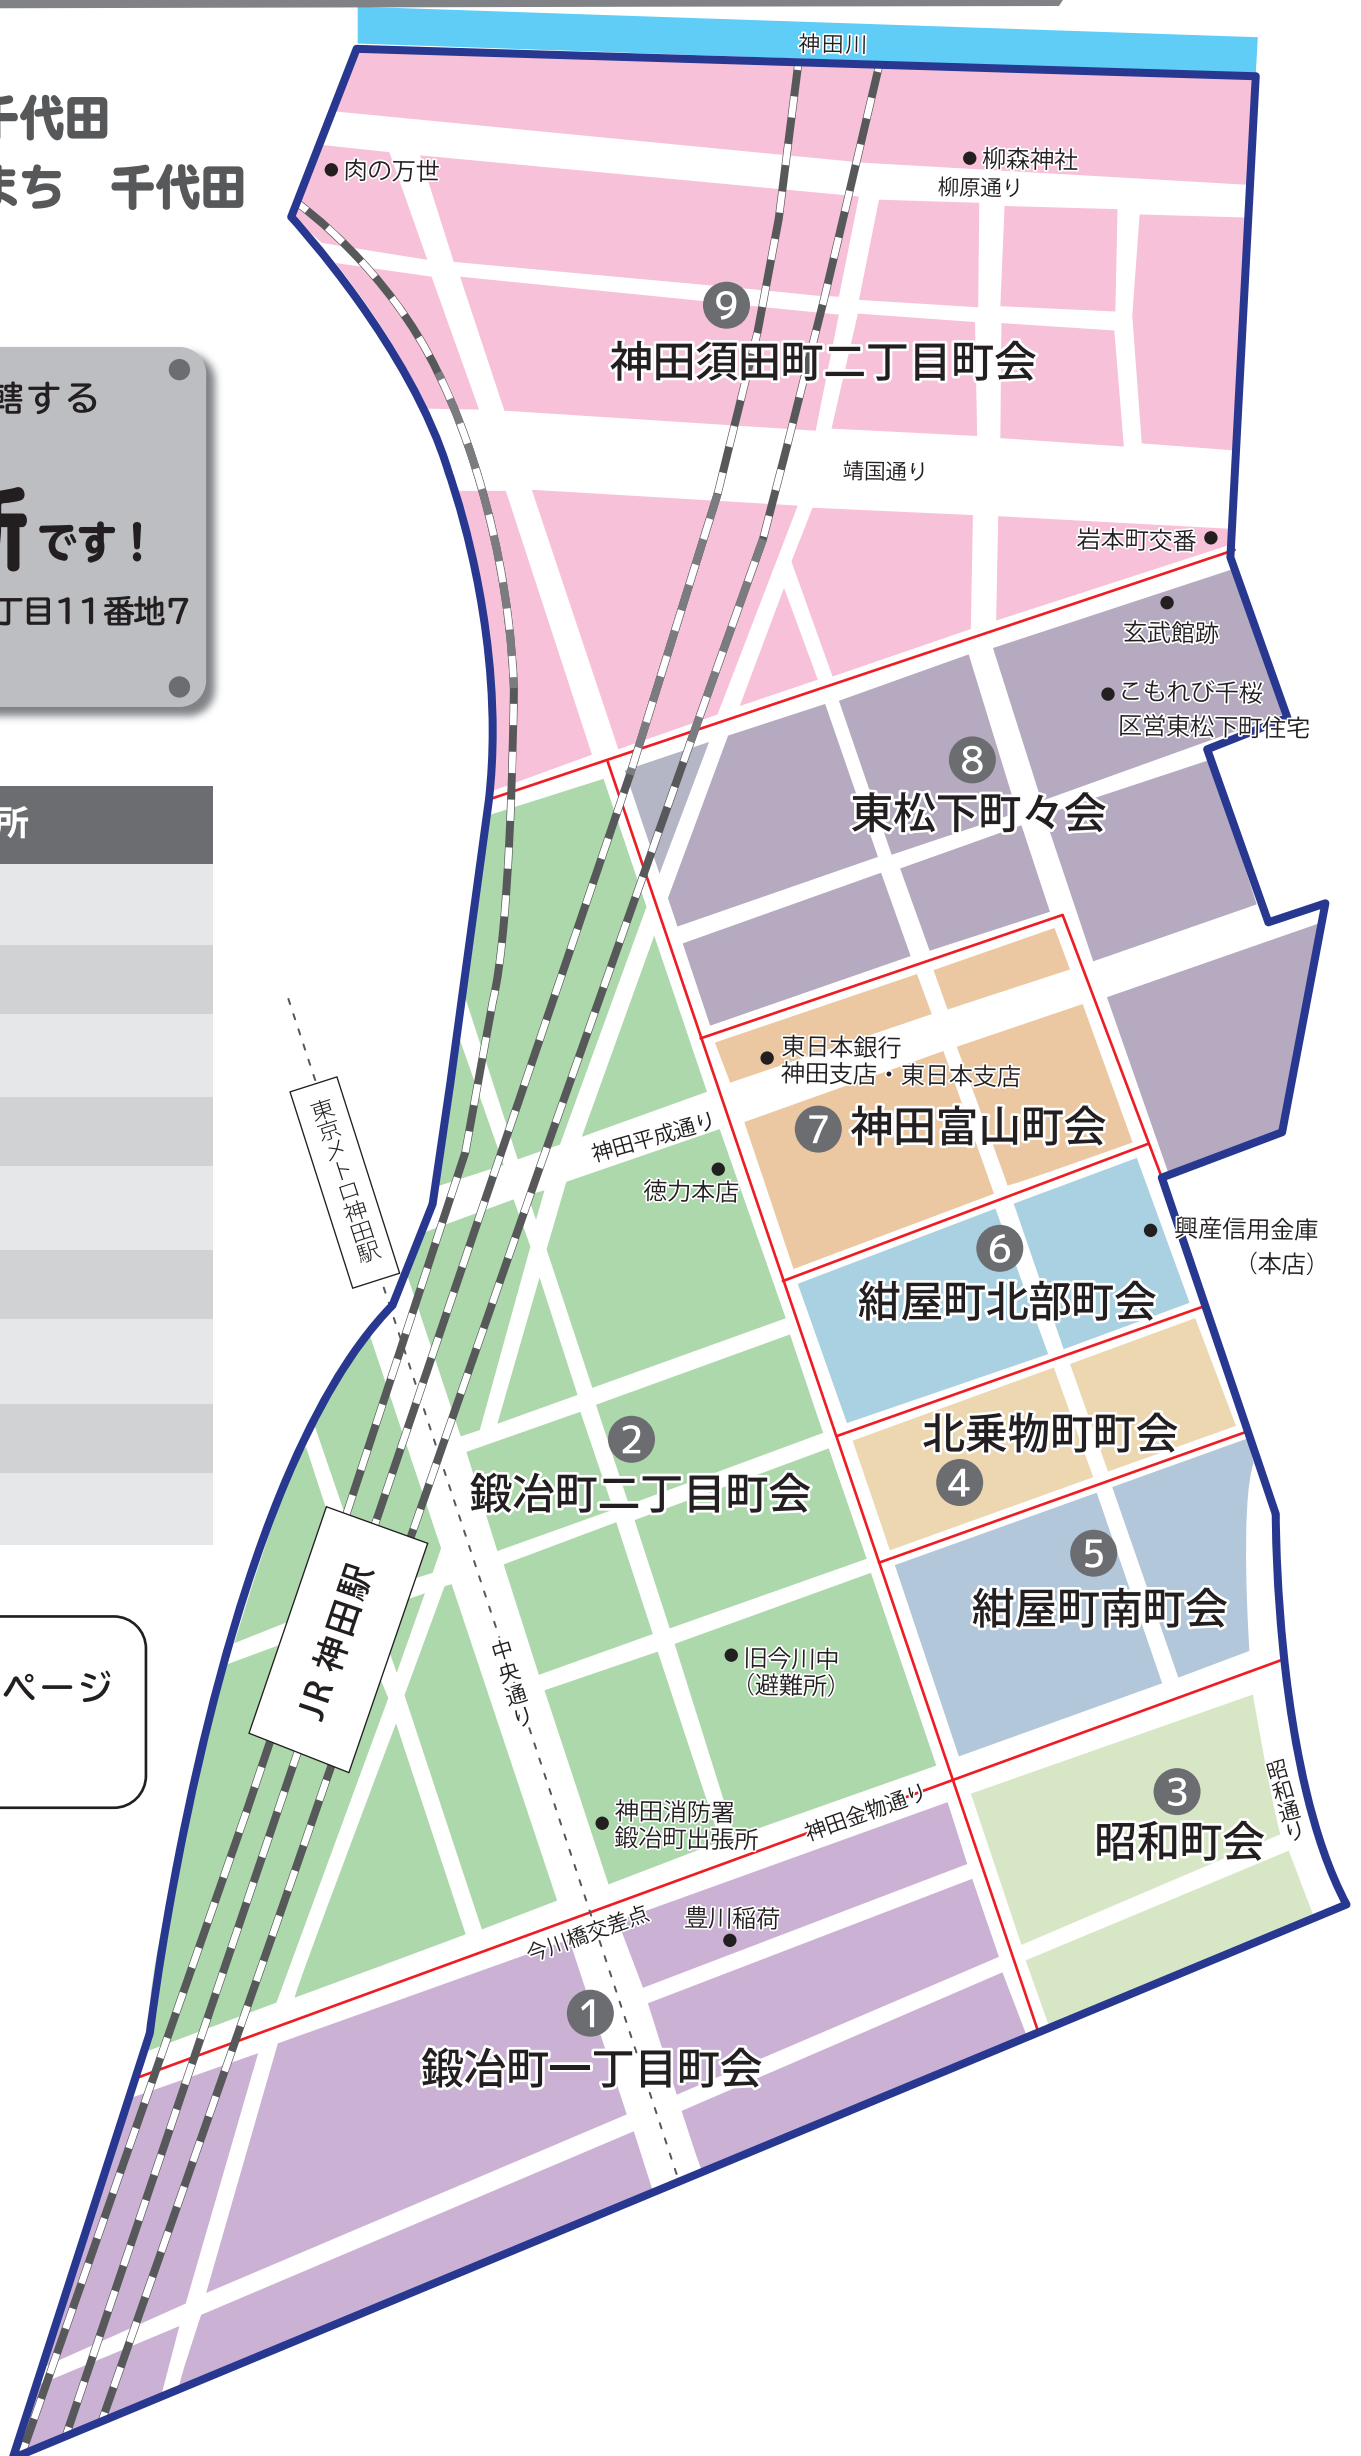 神田川
千代田
まち　千代田
肉の万世
柳森神社
柳原通り
9
神田須田町二丁目町会
轄する
所です！
丁目11番地7
靖国通り
岩本町交番
玄武館跡
こもれび千桜
区営東松下町住宅
8
東松下町々会
所
東日本銀行
神田支店・東日本支店
7 神田富山町会
東京メトロ神田駅
神田平成通り
徳力本店
6
紺屋町北部町会
興産信用金庫
（本店）
北乗物町町会
4
2
鍛冶町二丁目町会
5
紺屋町南町会
JR 神田駅
中央通り
旧今川中
（避難所）
ページ
3
昭和町会
昭和通り
神田消防署
鍛冶町出張所
神田金物通り
今川橋交差点
豊川稲荷
1
鍛冶町一丁目町会